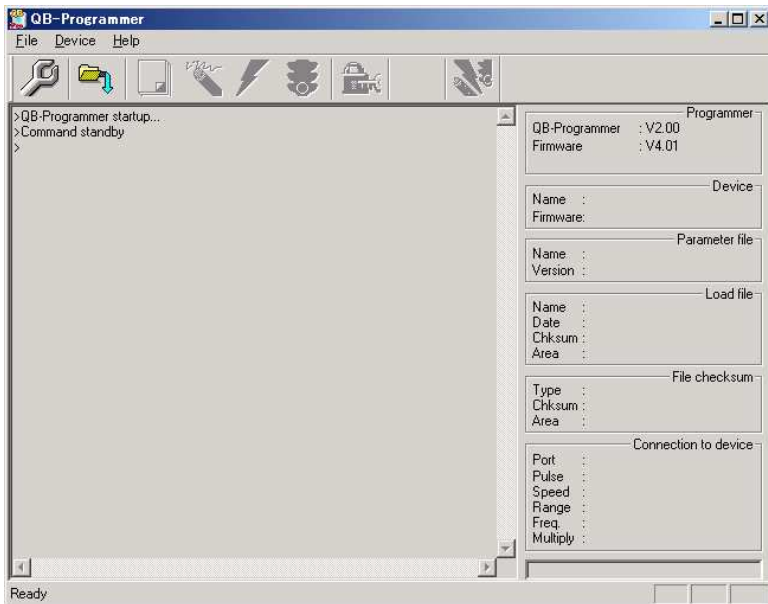 QB-Programmer
File Device Help
>QB-Programmer startup...
>Command standby
>
Programmer
QB-Programmer : V2.00
Firmware : V4.01
Device
Name :
Firmware:
Parameter file
Name :
Version :
Load file
Name :
Date :
Chksum :
Area :
File checksum
Type :
Chksum :
Area :
Connection to device
Port :
Pulse :
Speed :
Range :
Freq. :
Multiply :
Ready